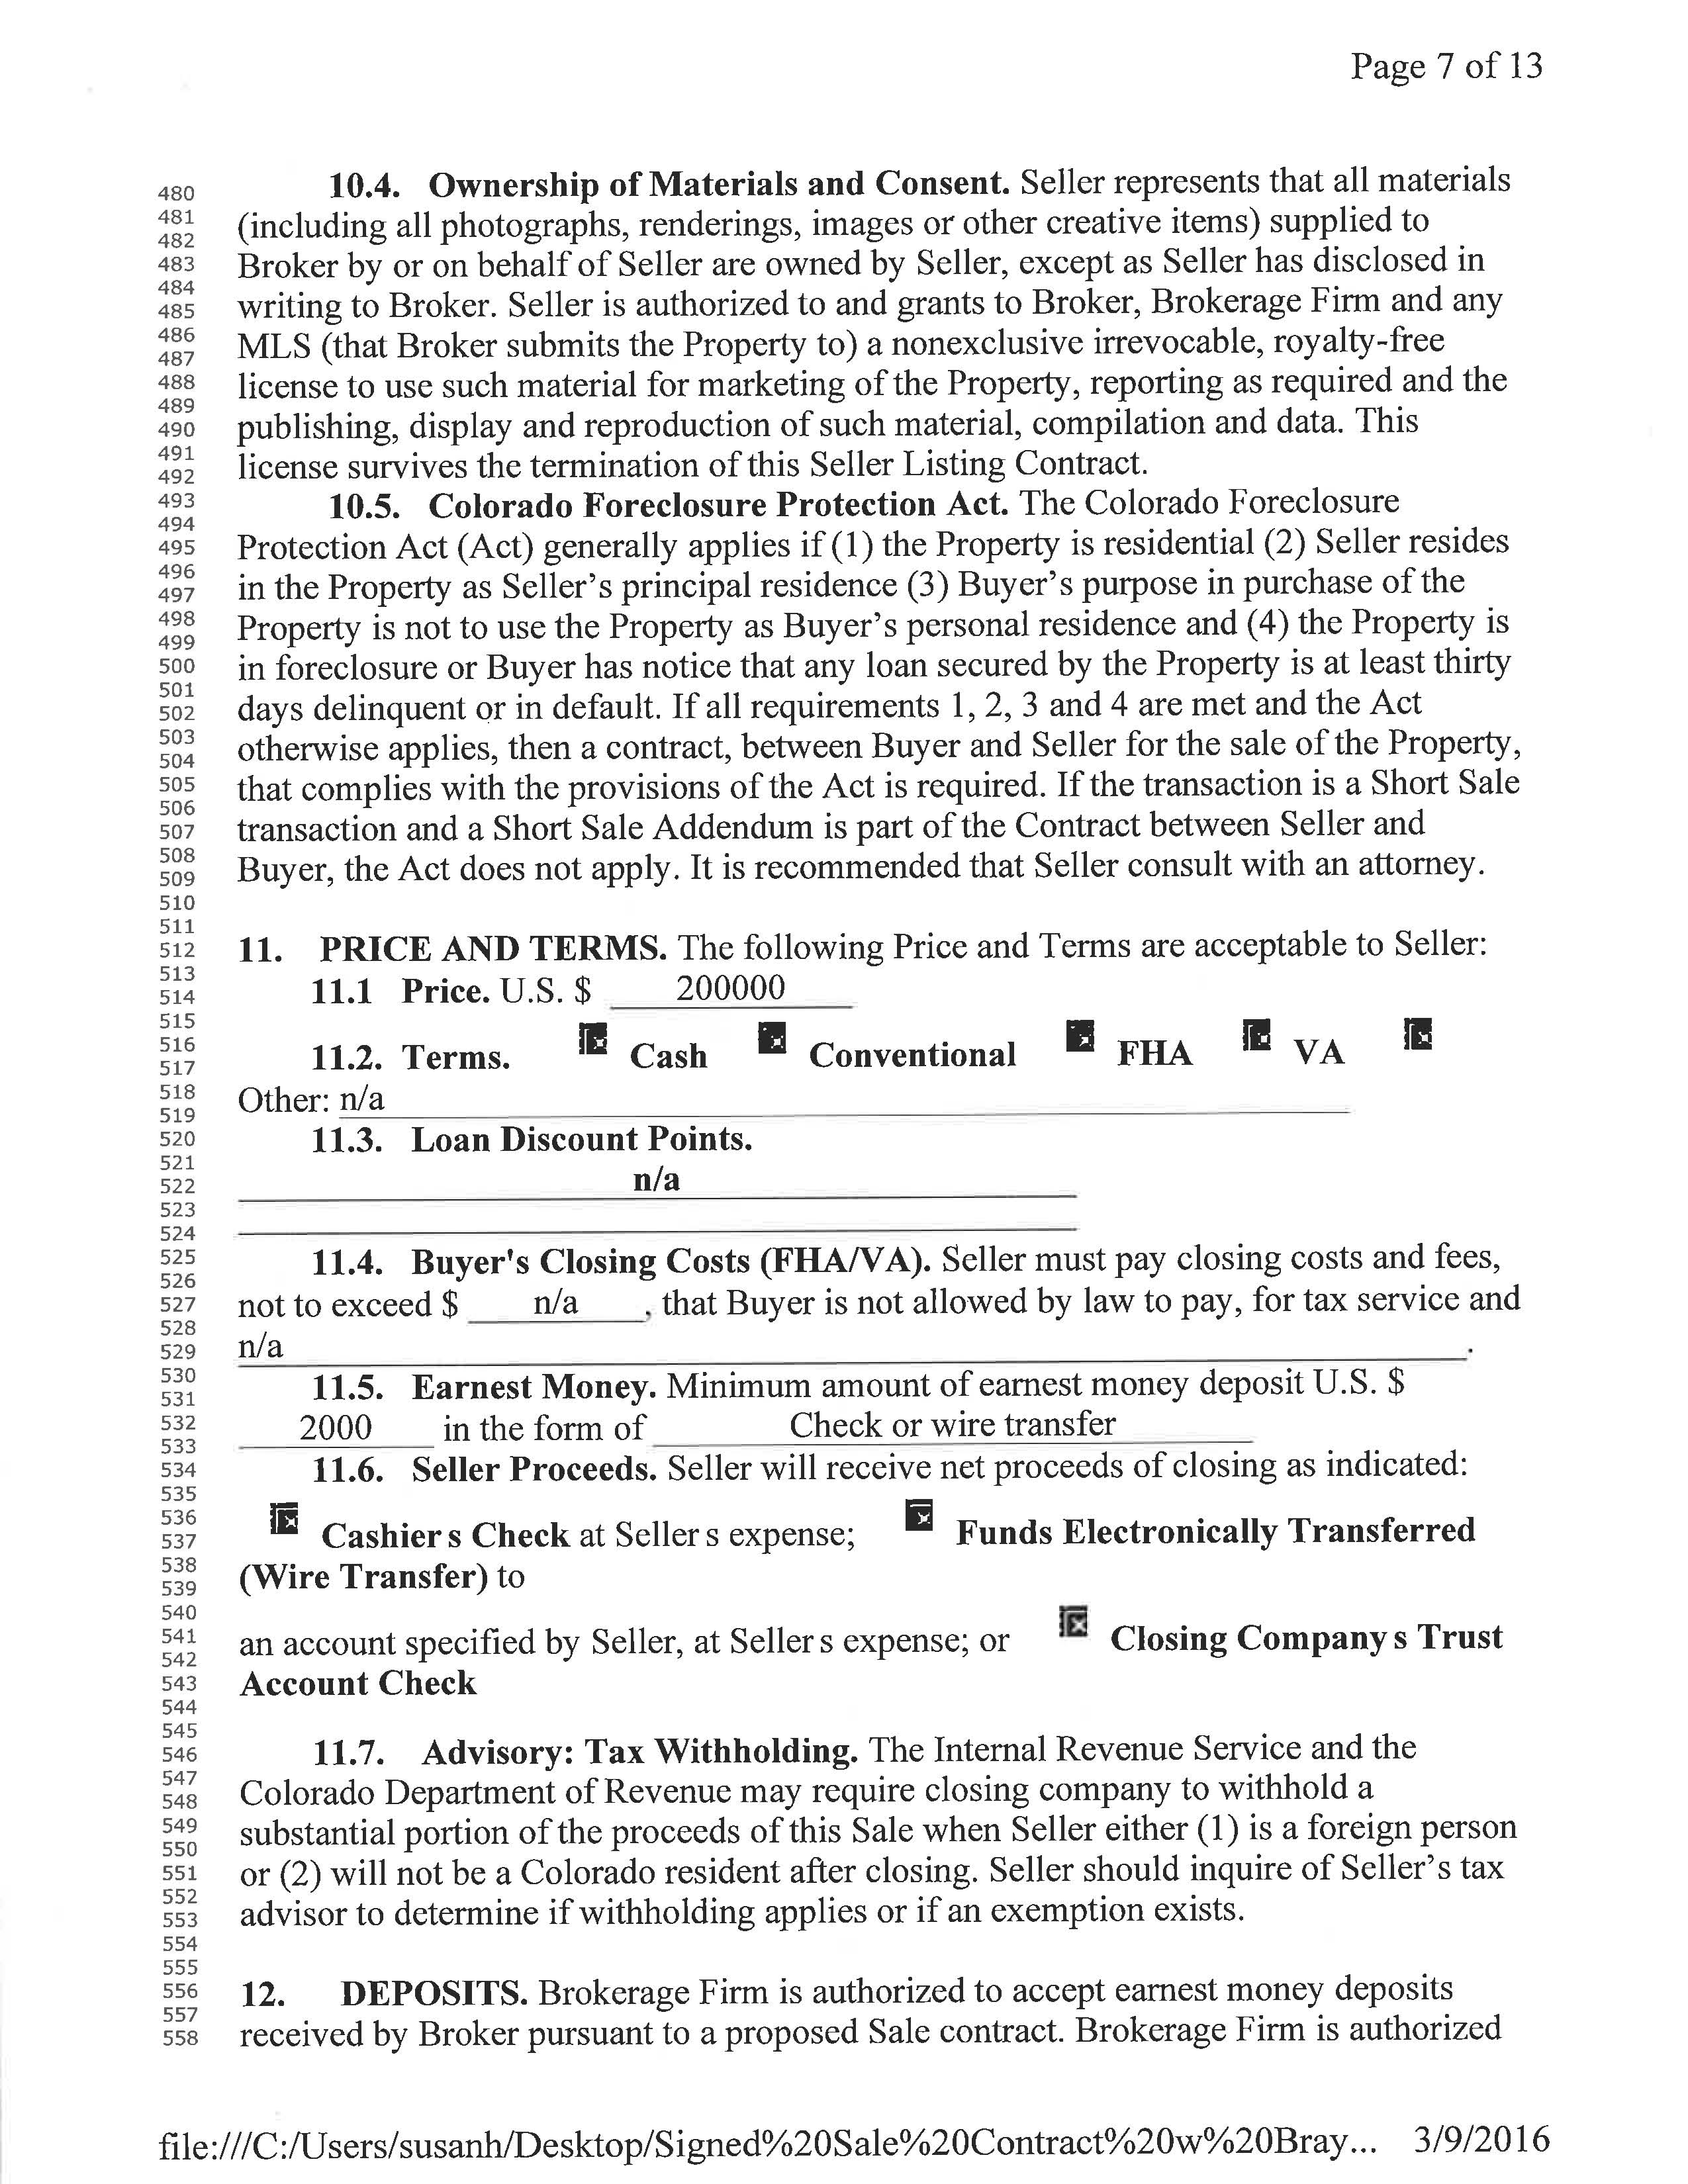 Page 7 of 13
480 10.4. Ownership of Materials and Consent. Seller represents that all materials
481 (including all photographs, renderings, images or other creative items) supplied to
482
483 Broker by or on behalf of Seller are owned by Seller, except as Seller has disclosed in
484
485 writing to Broker. Seller is authorized to and grants to Broker, Brokerage Firm and any
486 MLS (that Broker submits the Property to) a nonexclusive irrevocable, royalty-free
487
488 license to use such material for marketing of the Property, reporting as required and the
489
490 publishing, display and reproduction of such material, compilation and data. This
491
492 license survives the termination of this Seller Listing Contract.
493 10.5. Colorado Foreclosure Protection Act. The Colorado Foreclosure
494
495 Protection Act (Act) generally applies if (1) the Property is residential (2) Seller resides
496
497 in the Property as Seller's principal residence (3) Buyer's purpose in purchase of the
498 Property is not to use the Property as Buyer's personal residence and (4) the Property is
499
500 in foreclosure or Buyer has notice that any loan secured by the Property is at least thirty
501
502 days delinquent or in default. If all requirements 1, 2, 3 and 4 are met and the Act
503 otherwise applies, then a contract, between Buyer and Seller for the sale of the Property,
504
505 that complies with the provisions of the Act is required. If the transaction is a Short Sale
506
507 transaction and a Short Sale Addendum is part of the Contract between Seller and
508
509 Buyer, the Act does not apply. It is recommended that Seller consult with an attorney.
510
511
512 11. PRICE AND TERMS. The following Price and Terms are acceptable to Seller:
513
514 11.1 Price. U.S. $ 200000
515
516
517 11.2. Terms. Cash Conventional FHA VA
518 Other: n/a
519
520 11.3. Loan Discount Points.
521
522 n/a
523
524
525 11.4. Buyer's Closing Costs (FHA/VA). Seller must pay closing costs and fees,
526
527 not to exceed $ n/a , that Buyer is not allowed by law to pay, for tax service and
528
529 n/a .
530
531 11.5. Earnest Money. Minimum amount of earnest money deposit U.S. $
532 2000 in the form of Check or wire transfer
533
534 11.6. Seller Proceeds. Seller will receive net proceeds of closing as indicated:
535
536
537 Cashier s Check at Seller s expense; Funds Electronically Transferred
538
539 (Wire Transfer) to
540
541 an account specified by Seller, at Seller s expense; or Closing Company s Trust
542
543 Account Check
544
545
546 11.7. Advisory: Tax Withholding. The Internal Revenue Service and the
547
548 Colorado Department of Revenue may require closing company to withhold a
549 substantial portion of the proceeds of this Sale when Seller either (1) is a foreign person
550
551 or (2) will not be a Colorado resident after closing. Seller should inquire of Seller's tax
552
553 advisor to determine if withholding applies or if an exemption exists.
554
555
556 12. DEPOSITS. Brokerage Firm is authorized to accept earnest money deposits
557
558 received by Broker pursuant to a proposed Sale contract. Brokerage Firm is authorized
file:///C:/Users/susanh/Desktop/Signed%20Sale%20Contract%20w%20Bray... 3/9/2016